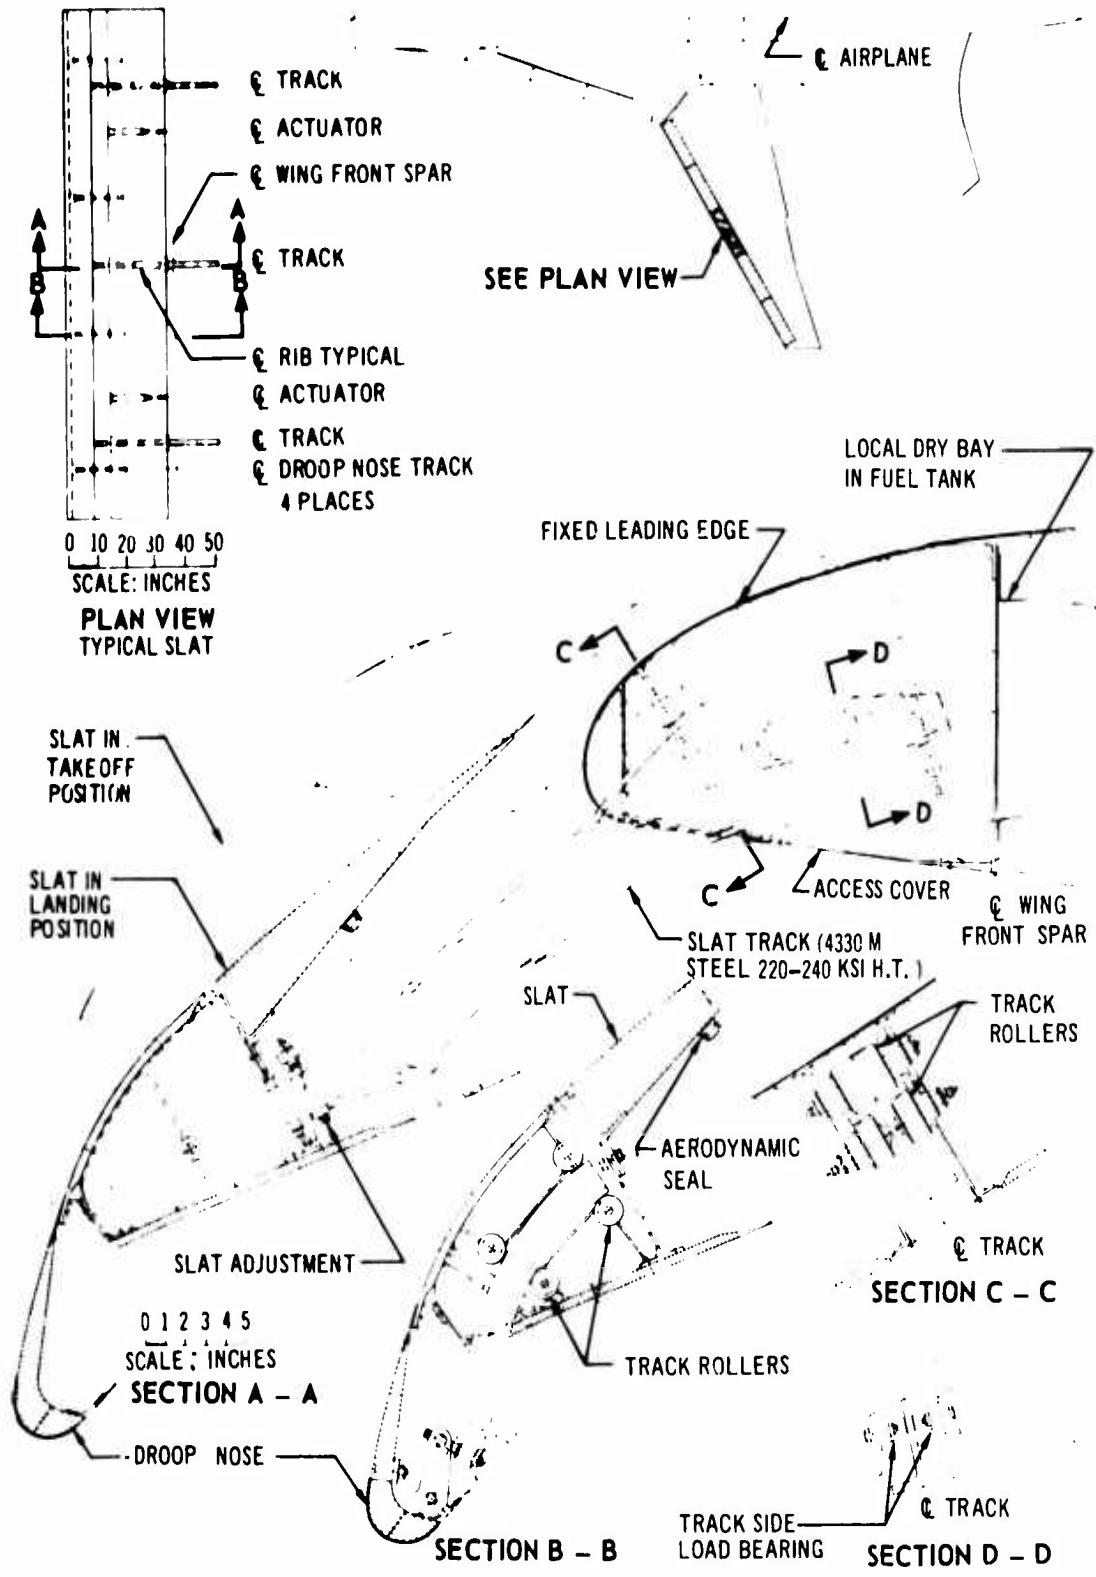 ℄ TRACK
℄ ACTUATOR
℄ WING FRONT SPAR
A A
℄ TRACK
B B
℄ RIB TYPICAL
℄ ACTUATOR
℄ TRACK
℄ DROOP NOSE TRACK
4 PLACES
0 10 20 30 40 50
SCALE: INCHES
PLAN VIEW
TYPICAL SLAT
℄ AIRPLANE
SEE PLAN VIEW
LOCAL DRY BAY
IN FUEL TANK
FIXED LEADING EDGE
C D
D
C
ACCESS COVER
℄ WING
FRONT SPAR
SLAT TRACK (4330 M
STEEL 220-240 KSI H.T.)
SLAT IN
TAKEOFF
POSITION
SLAT IN
LANDING
POSITION
SLAT ADJUSTMENT
0 1 2 3 4 5
SCALE: INCHES
SECTION A - A
DROOP NOSE
SLAT
AERODYNAMIC
SEAL
TRACK ROLLERS
SECTION B - B
TRACK
ROLLERS
℄ TRACK
SECTION C - C
TRACK SIDE
LOAD BEARING
℄ TRACK
SECTION D - D